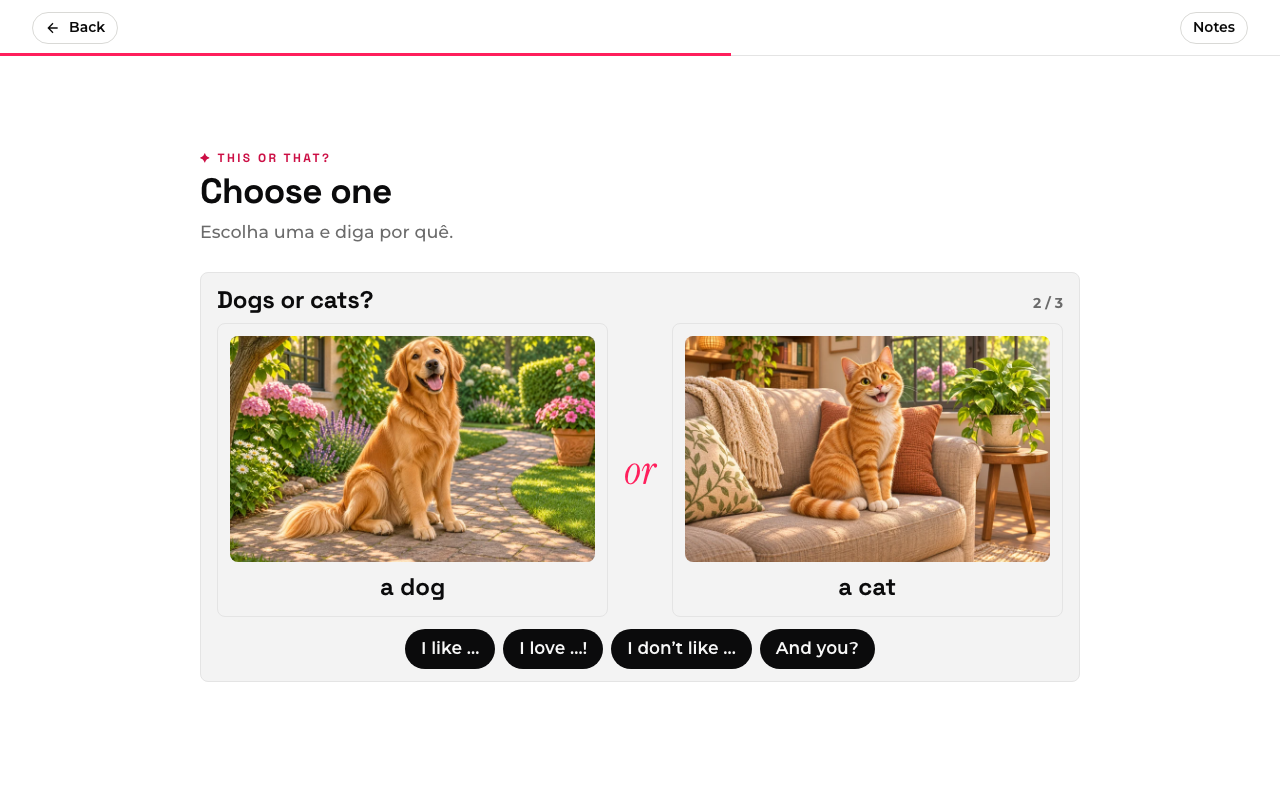 Back
Notes
THIS OR THAT?
Choose one
Escolha uma e diga por quê.
Dogs or cats?
2 / 3
or
a dog
a cat
I like ...
I love ...!
I don’t like ...
And you?